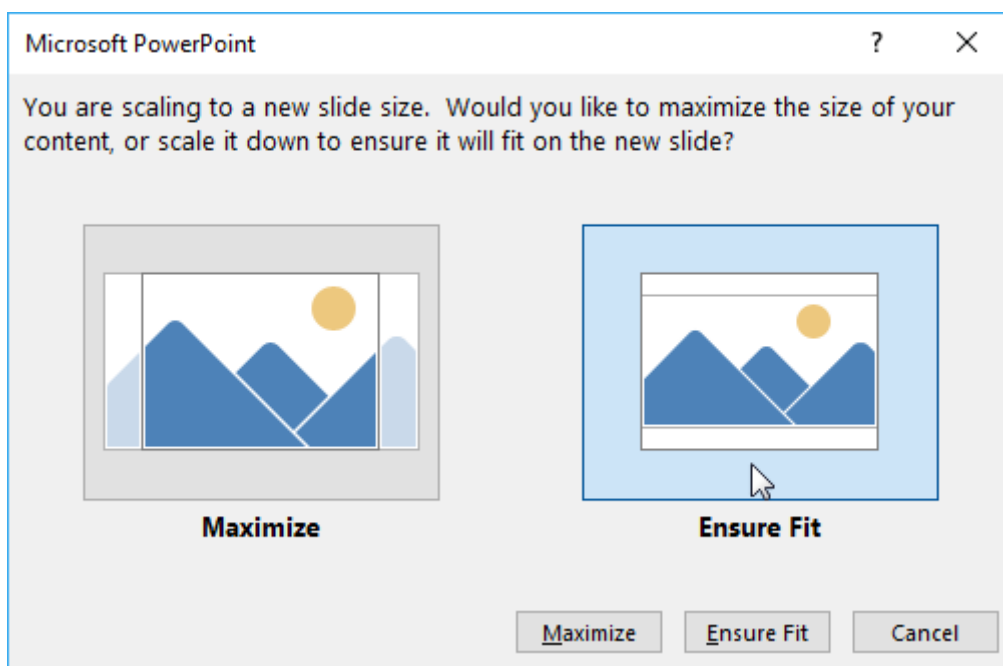 Microsoft PowerPoint
?
You are scaling to a new slide size.  Would you like to maximize the size of your
content, or scale it down to ensure it will fit on the new slide?
Maximize
Ensure Fit
Maximize
Ensure Fit
Cancel